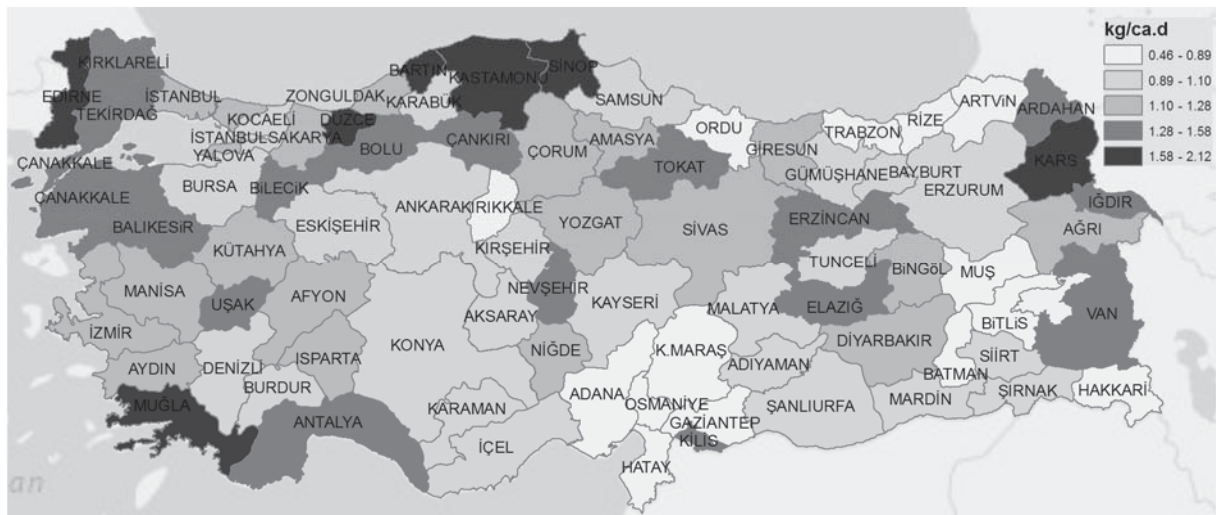 kg/ca.d
0.46 - 0.89
0.89 - 1.10
1.10 - 1.28
1.28 - 1.58
1.58 - 2.12
KIRKLARELİ
EDİRNE
TEKİRDAĞ
İSTANBUL
KOCAELİ
İSTANBUL
SAKARYA
YALOVA
ÇANAKKALE
ÇANAKKALE
BURSA
BİLECİK
BALIKESİR
ZONGULDAK
BARTIN
KARABÜK
DÜZCE
BOLU
KASTAMONU
SİNOP
ÇANKIRI
SAMSUN
AMASYA
ÇORUM
ORDU
TOKAT
GİRESUN
TRABZON
RİZE
ARTViN
ARDAHAN
KARS
GÜMÜŞHANE
BAYBURT
ERZURUM
IĞDIR
AĞRI
ANKARA
KIRIKKALE
ESKİŞEHİR
KÜTAHYA
YOZGAT
SİVAS
ERZİNCAN
KIRŞEHİR
TUNCELİ
BiNGöL
MUŞ
MANİSA
UŞAK
AFYON
NEVŞEHİR
KAYSERİ
AKSARAY
MALATYA
ELAZIĞ
BİTLİS
VAN
İZMİR
AYDIN
DENİZLİ
ISPARTA
BURDUR
KONYA
NİĞDE
K.MARAŞ
ADIYAMAN
DİYARBAKIR
SİİRT
BATMAN
MUĞLA
ANTALYA
KARAMAN
İÇEL
ADANA
OSMANİYE
GAZİANTEP
KİLİS
HATAY
ŞANLIURFA
MARDİN
ŞIRNAK
HAKKARİ
an